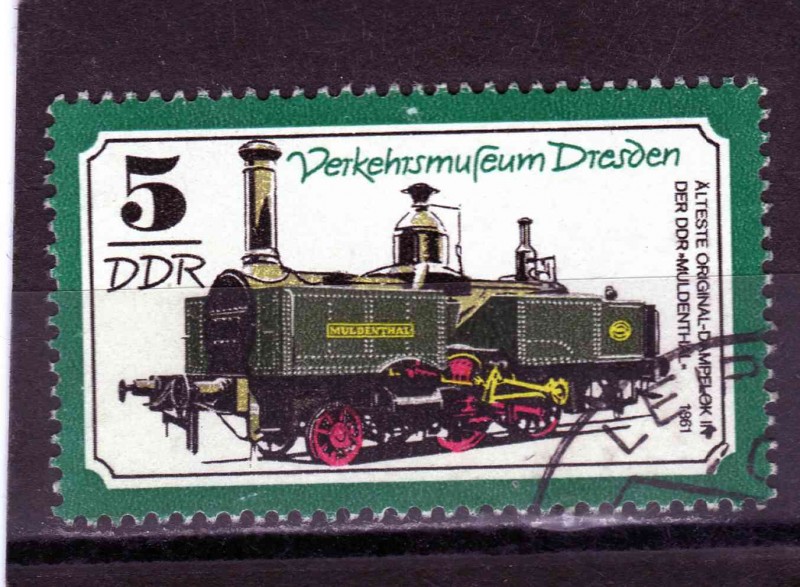 5
DDR
Verkehrsmuseum Dresden
ÄLTESTE ORIGINAL-DAMPFLOK IN
DER DDR »MULDENTHAL« 1861
MULDENTHAL